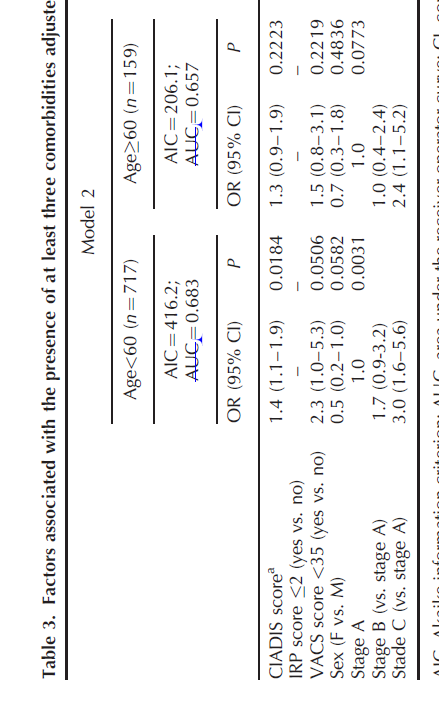 Table 3. Factors associated with the presence of at least three comorbidities adjuste
Model 2
Age<60 (n=717) Age≥60 (n=159)
AIC=416.2; AIC=206.1;
AUC=0.683 AUC=0.657
OR (95% CI) P OR (95% CI) P
CIADIS scoreª 1.4 (1.1–1.9) 0.0184 1.3 (0.9–1.9) 0.2223
IRP score ≤2 (yes vs. no) – – – –
VACS score <35 (yes vs. no) 2.3 (1.0–5.3) 0.0506 1.5 (0.8–3.1) 0.2219
Sex (F vs. M) 0.5 (0.2–1.0) 0.0582 0.7 (0.3–1.8) 0.4836
Stage A 1.0 0.0031 1.0 0.0773
Stage B (vs. stage A) 1.7 (0.9-3.2) 1.0 (0.4–2.4)
Stade C (vs. stage A) 3.0 (1.6–5.6) 2.4 (1.1–5.2)